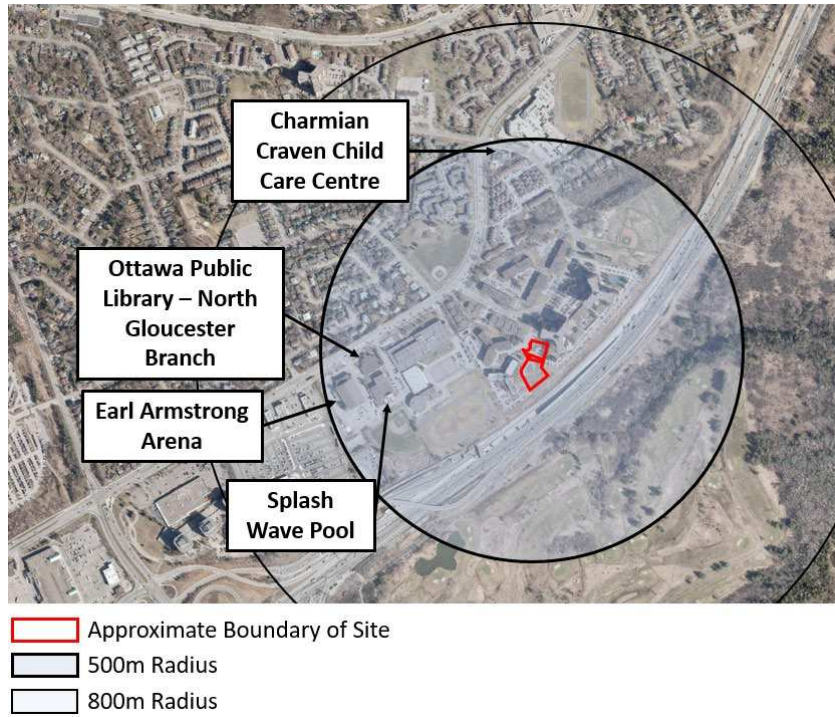 Charmian
Craven Child
Care Centre
Ottawa Public
Library – North
Gloucester
Branch
Earl Armstrong
Arena
Splash
Wave Pool
Approximate Boundary of Site
500m Radius
800m Radius